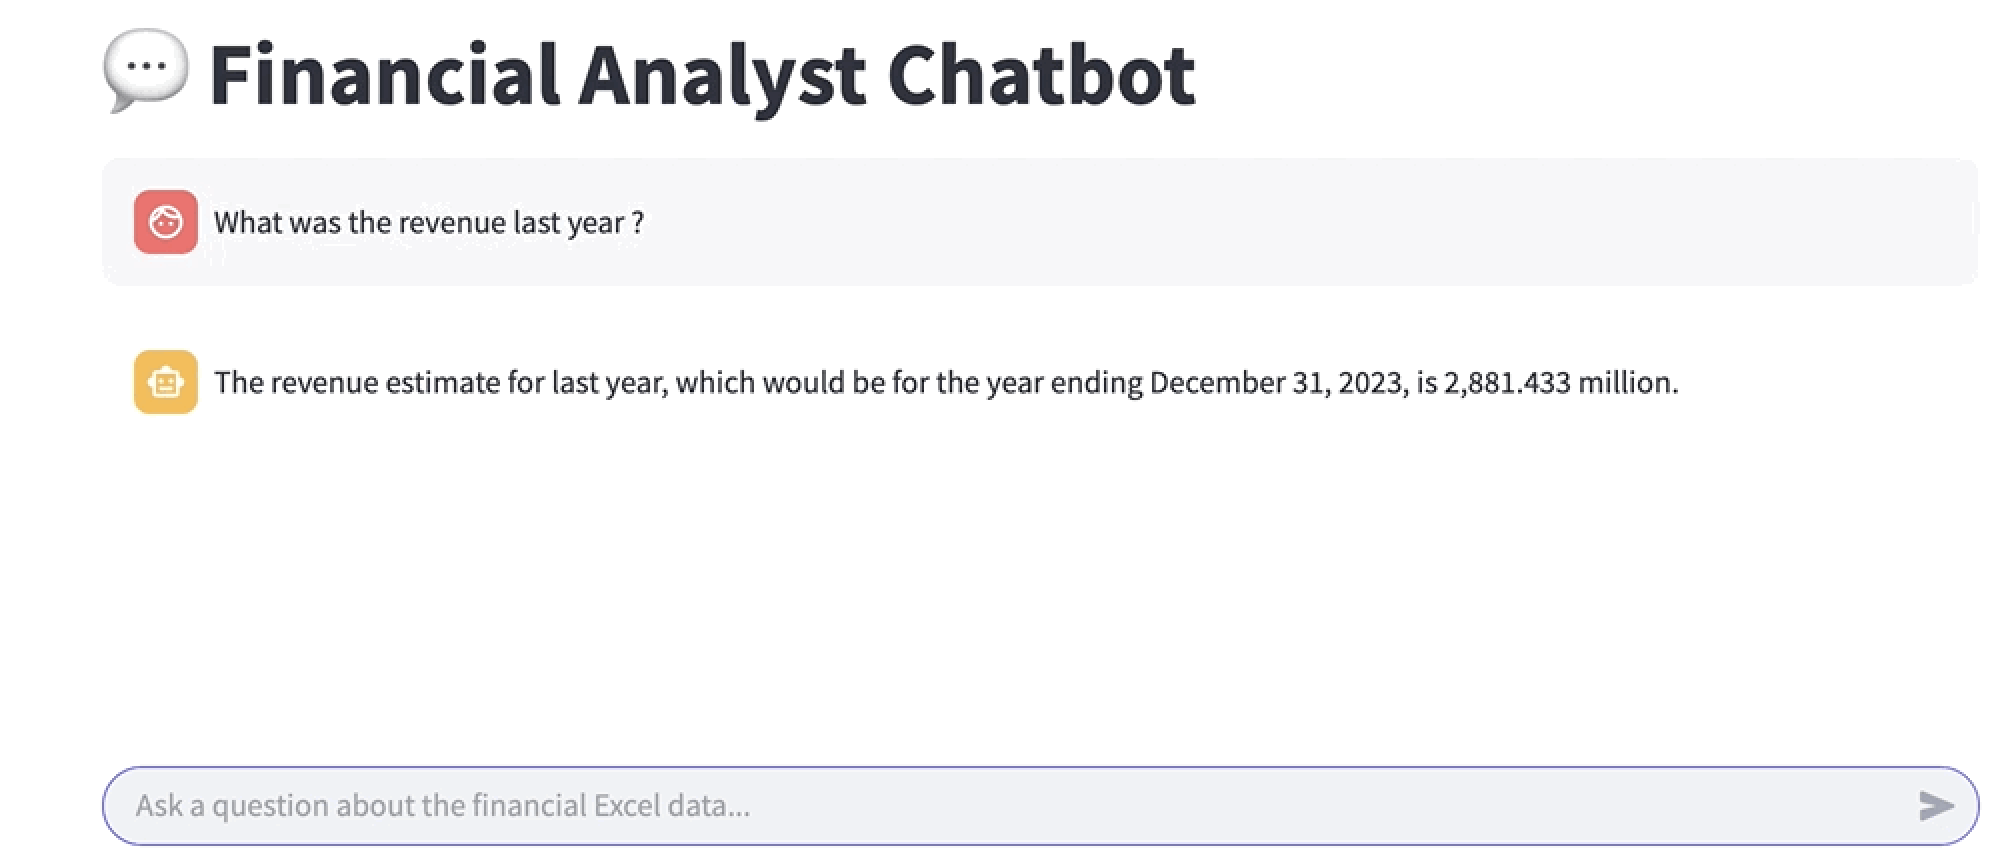 Financial Analyst Chatbot
What was the revenue last year ?
The revenue estimate for last year, which would be for the year ending December 31, 2023, is 2,881.433 million.
Ask a question about the financial Excel data...